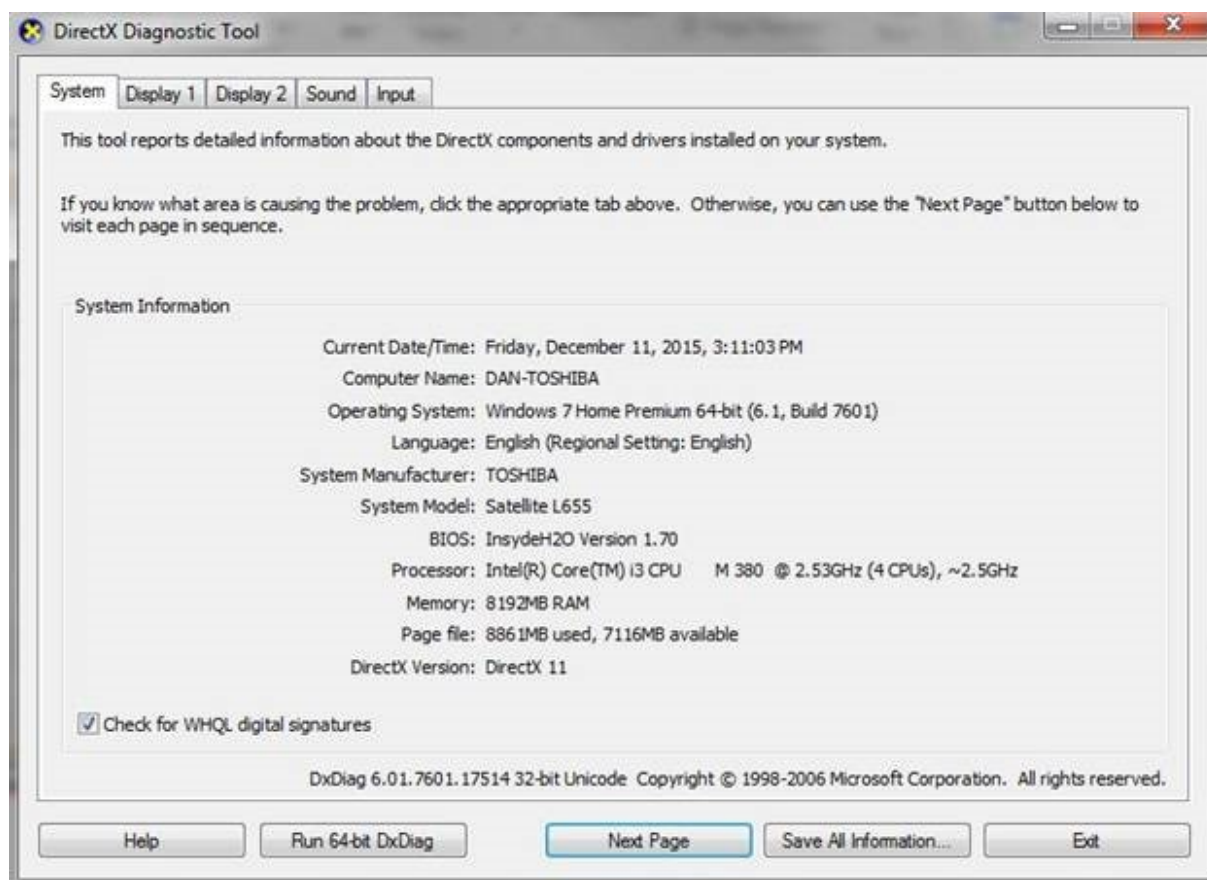 DirectX Diagnostic Tool
System Display 1 Display 2 Sound Input
This tool reports detailed information about the DirectX components and drivers installed on your system.
If you know what area is causing the problem, click the appropriate tab above. Otherwise, you can use the "Next Page" button below to
visit each page in sequence.
System Information
Current Date/Time: Friday, December 11, 2015, 3:11:03 PM
Computer Name: DAN-TOSHIBA
Operating System: Windows 7 Home Premium 64-bit (6.1, Build 7601)
Language: English (Regional Setting: English)
System Manufacturer: TOSHIBA
System Model: Satellite L655
BIOS: InsydeH2O Version 1.70
Processor: Intel(R) Core(TM) i3 CPU M 380 @ 2.53GHz (4 CPUs), ~2.5GHz
Memory: 8192MB RAM
Page file: 8861MB used, 7116MB available
DirectX Version: DirectX 11
Check for WHQL digital signatures
DxDiag 6.01.7601.17514 32-bit Unicode Copyright © 1998-2006 Microsoft Corporation. All rights reserved.
Help Run 64-bit DxDiag Next Page Save All Information... Exit